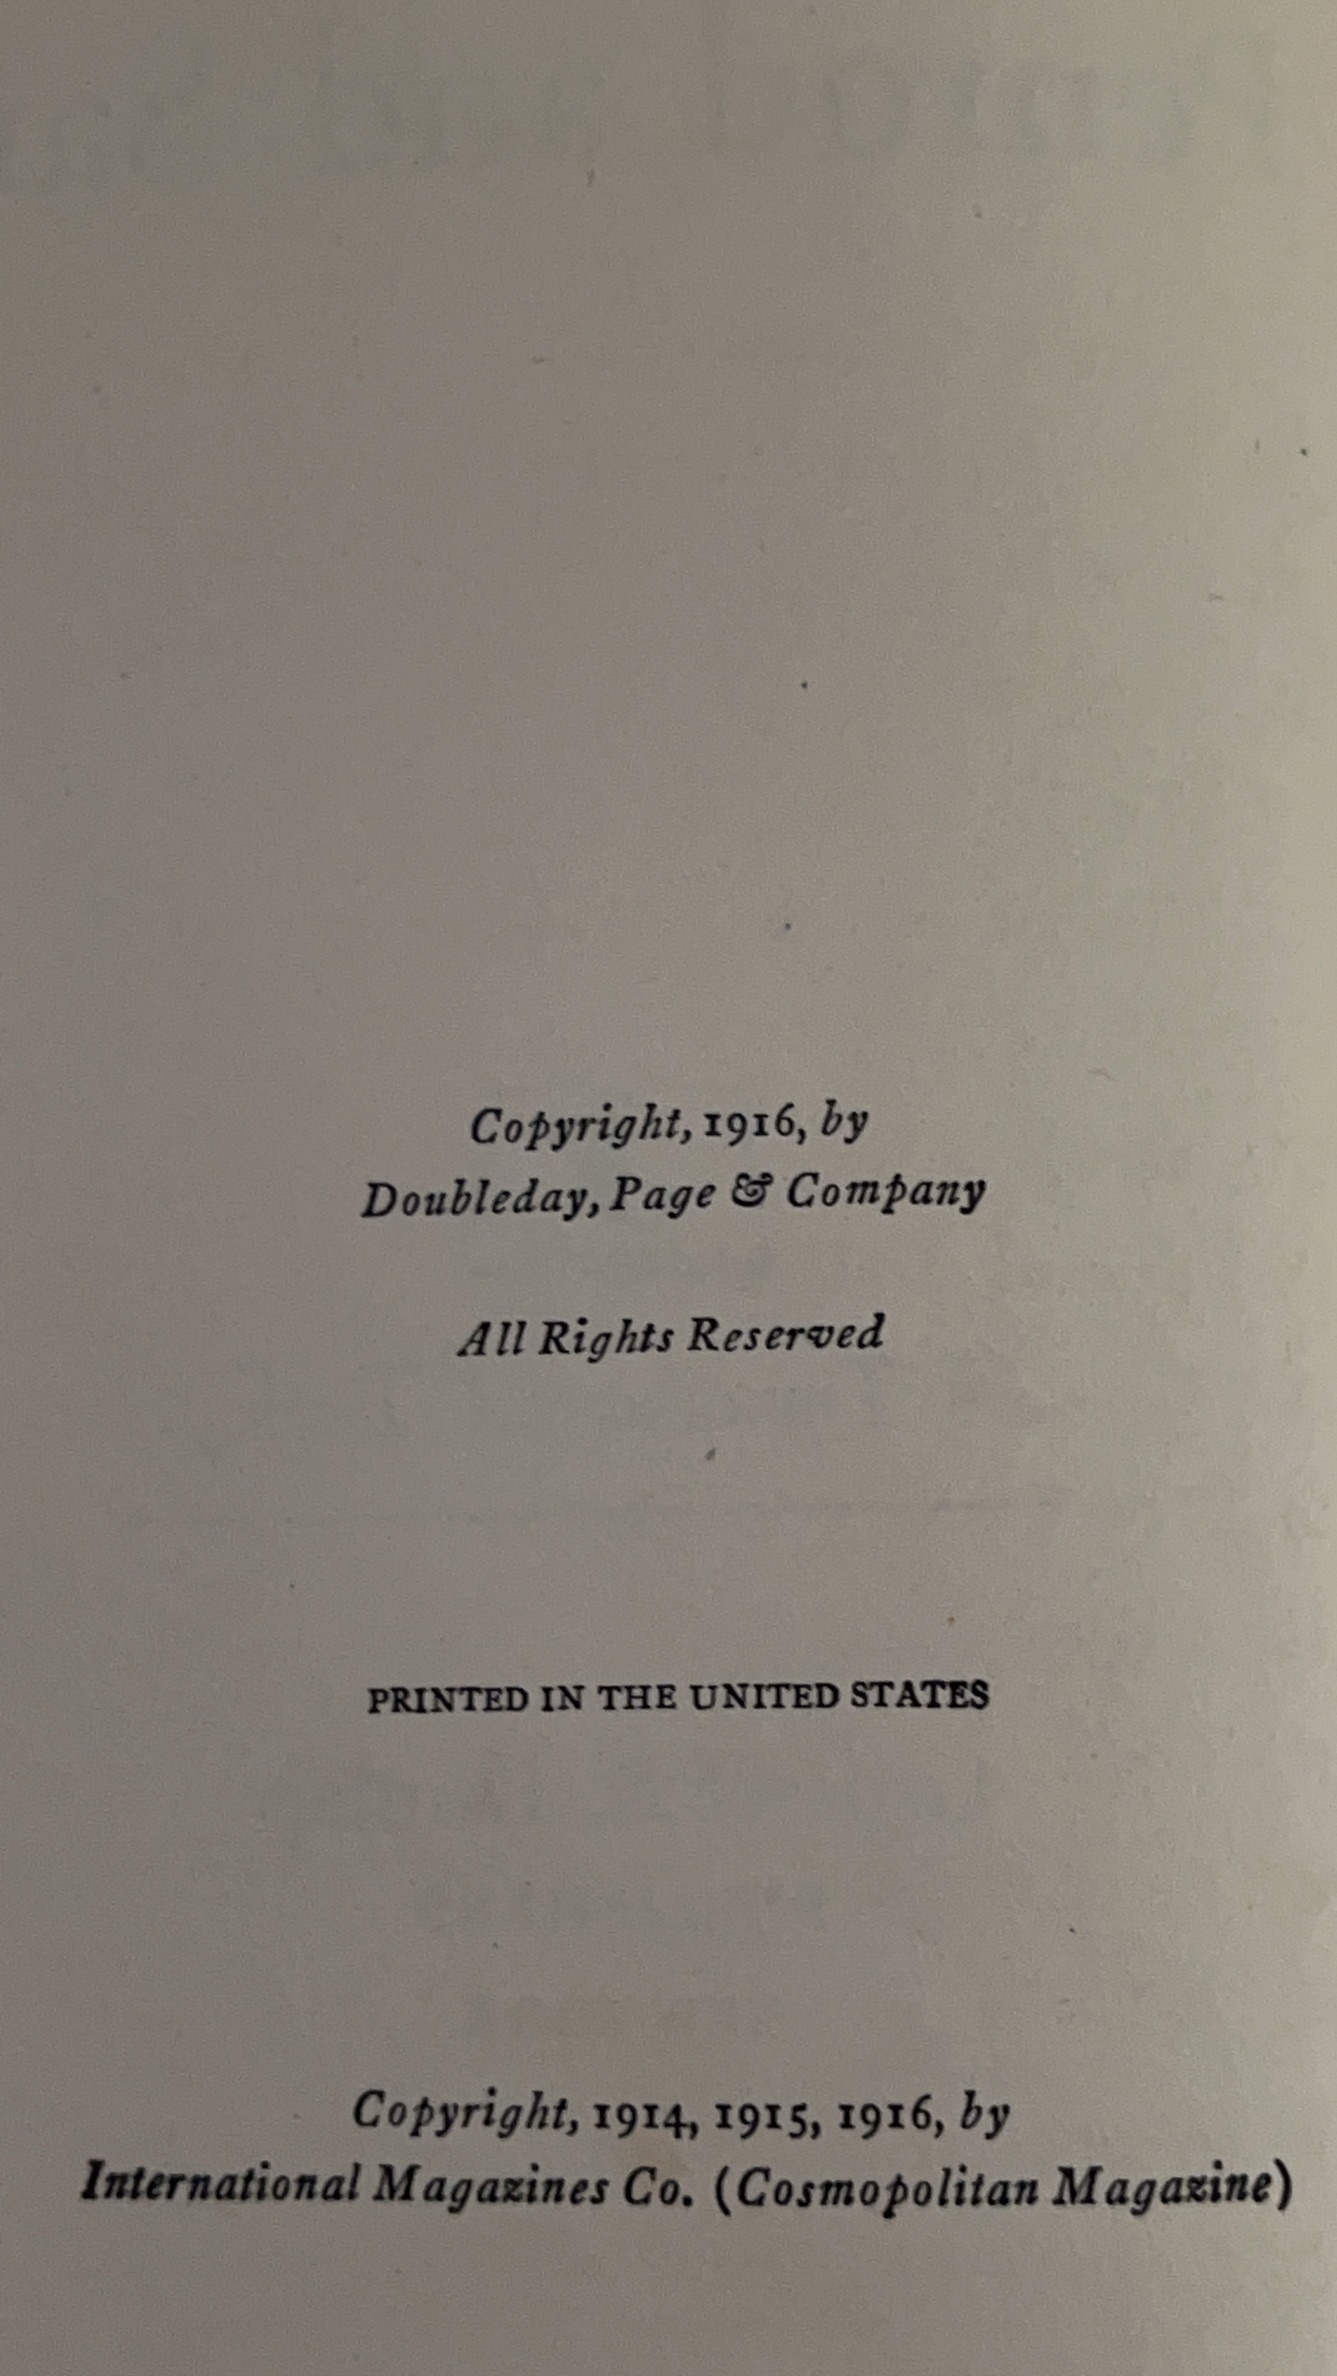 Copyright, 1916, by
Doubleday, Page & Company
All Rights Reserved
PRINTED IN THE UNITED STATES
Copyright, 1914, 1915, 1916, by
International Magazines Co. (Cosmopolitan Magazine)